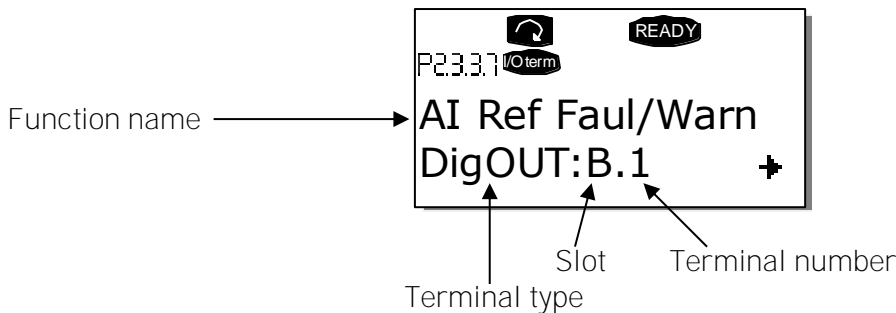 READY
P2.3.3.7 I/Oterm
AI Ref Faul/Warn
Function name
DigOUT:B.1
Slot
Terminal number
Terminal type